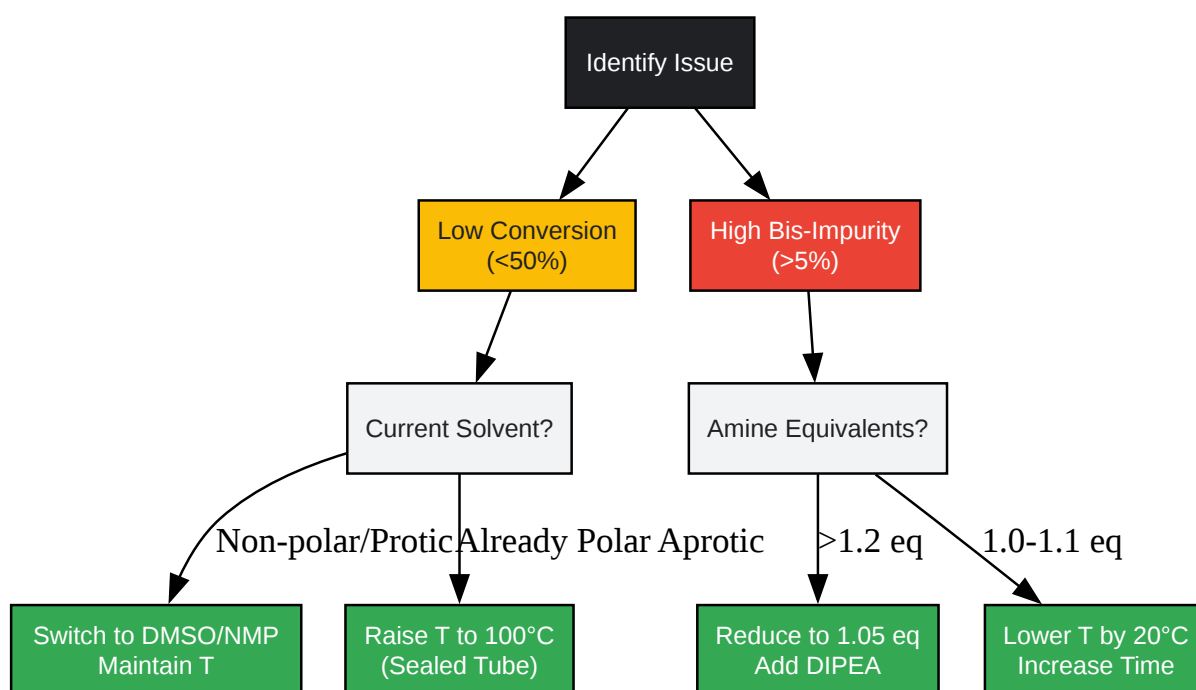 Identify Issue
Low Conversion
(<50%)
High Bis-Impurity
(>5%)
Current Solvent?
Amine Equivalents?
Non-polar/Protic
Already Polar Aprotic
>1.2 eq
1.0-1.1 eq
Switch to DMSO/NMP
Maintain T
Raise T to 100°C
(Sealed Tube)
Reduce to 1.05 eq
Add DIPEA
Lower T by 20°C
Increase Time